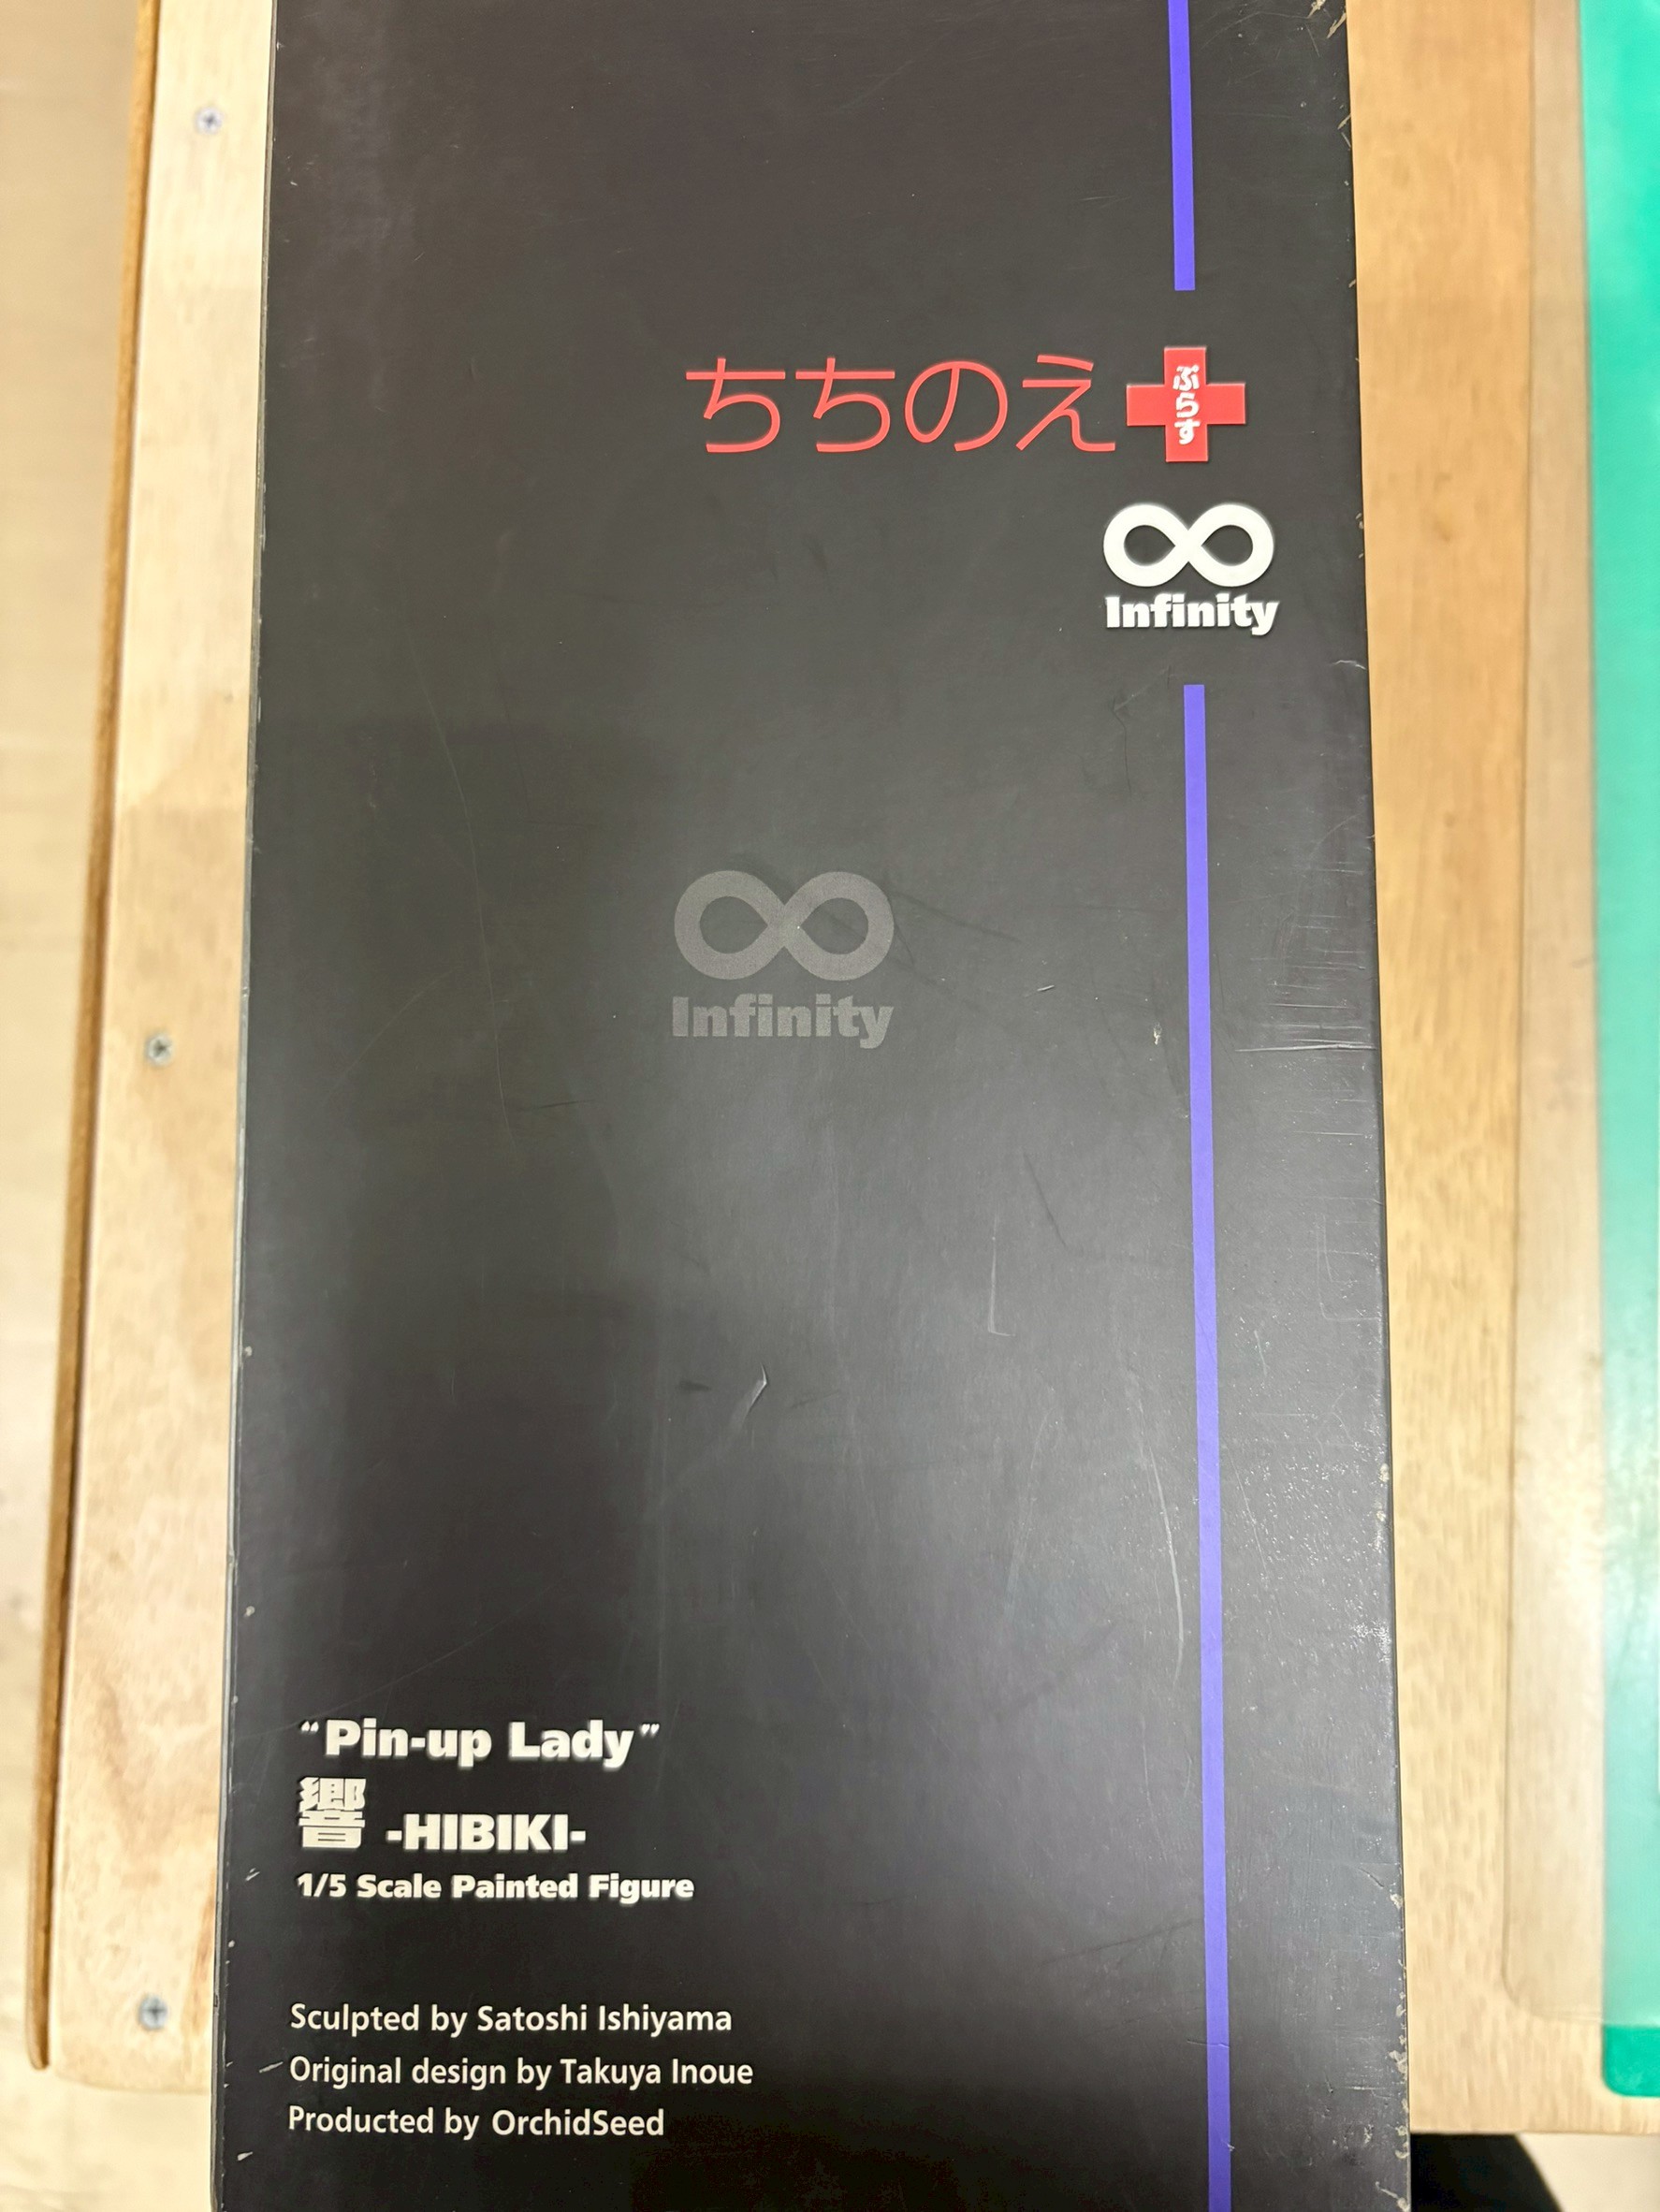 ちちのえ
ぷらす
Infinity
Infinity
“Pin-up Lady”
響 -HIBIKI-
1/5 Scale Painted Figure
Sculpted by Satoshi Ishiyama
Original design by Takuya Inoue
Producted by OrchidSeed